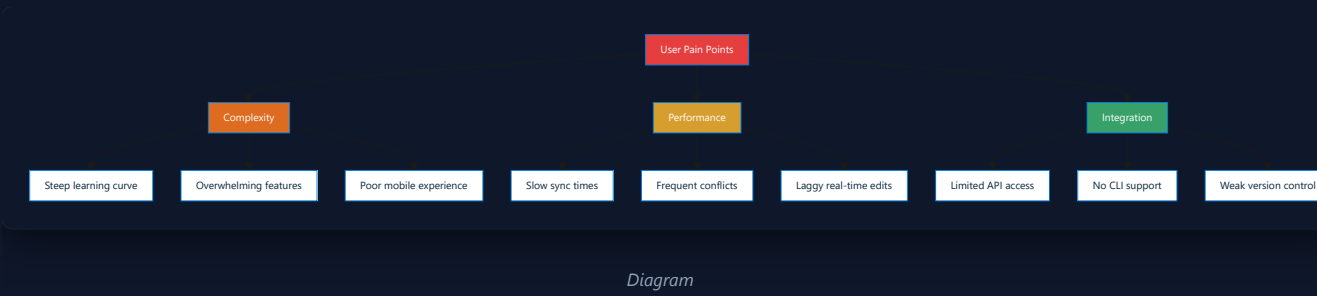 User Pain Points
Complexity
Performance
Integration
Steep learning curve
Overwhelming features
Poor mobile experience
Slow sync times
Frequent conflicts
Laggy real-time edits
Limited API access
No CLI support
Weak version control
Diagram